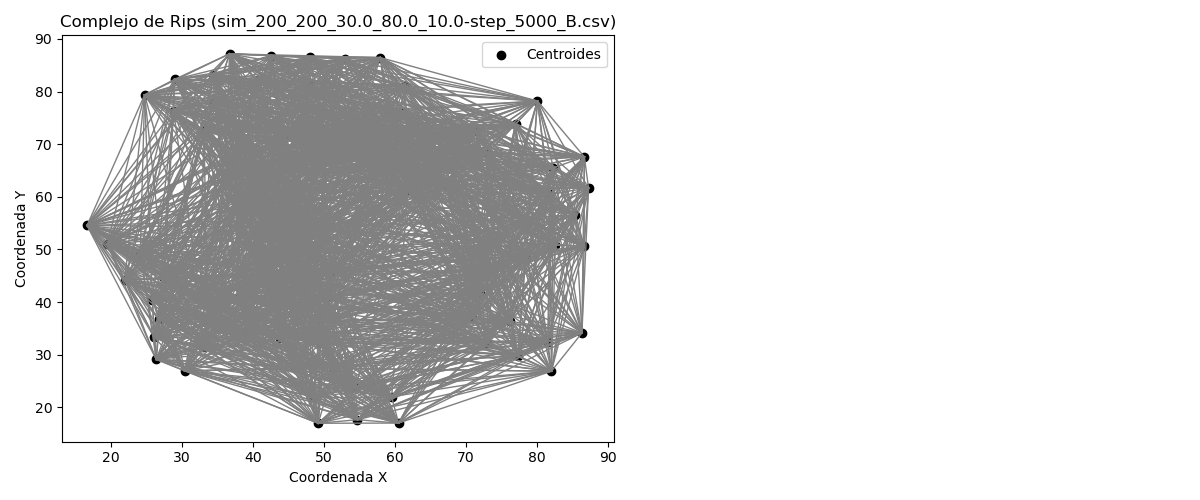 Complejo de Rips (sim_200_200_30.0_80.0_10.0-step_5000_B.csv)
Centroides
90
80
70
60
50
40
30
20
Coordenada Y
20 30 40 50 60 70 80 90
Coordenada X